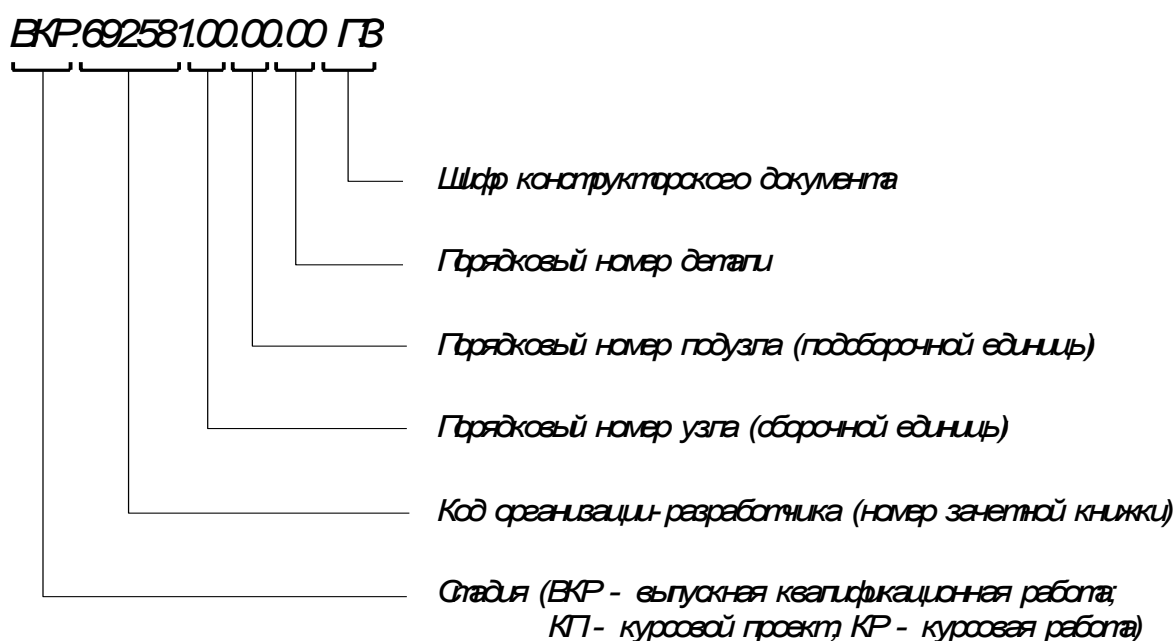 ВКР.692581.00.00.00 ПЗ
Шифр конструкторского документа
Порядковый номер детали
Порядковый номер подузла (подсборочной единицы)
Порядковый номер узла (сборочной единицы)
Код организации-разработчика (номер зачетной книжки)
Стадия (ВКР - выпускная квалификационная работа;
КП - курсовой проект; КР - курсовая работа)